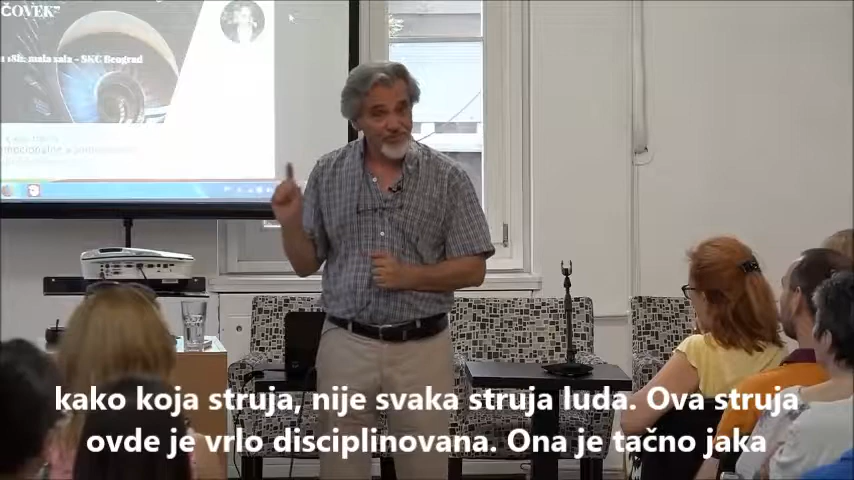 ČOVEK"
a 18h; mala sala - SKC Beograd
kako koja struja, nije svaka struja luda. Ova struja
ovde je vrlo disciplinovana. Ona je tačno jaka